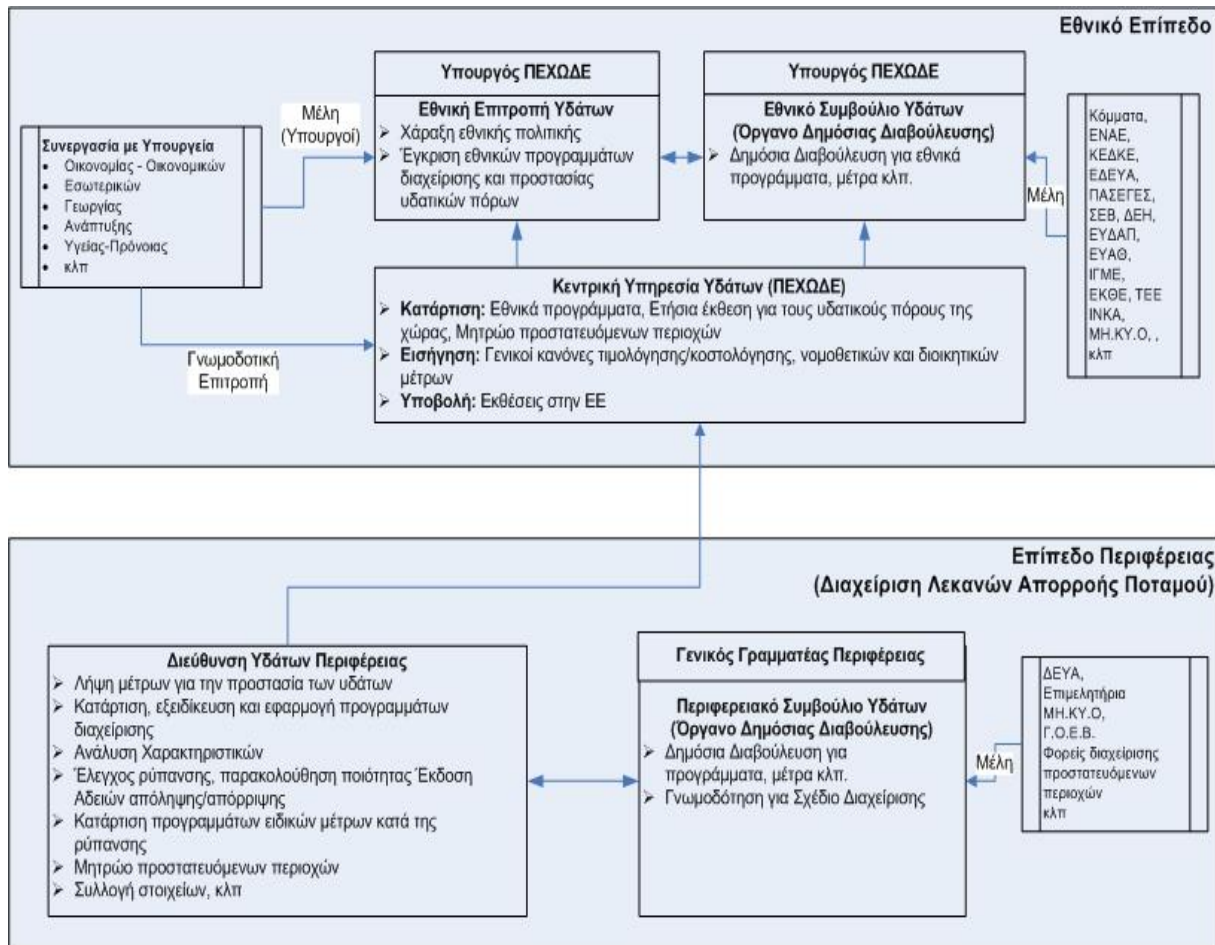 Εθνικό Επίπεδο
Υπουργός ΠΕΧΩΔΕ
Εθνική Επιτροπή Υδάτων
➢ Χάραξη εθνικής πολιτικής
➢ Έγκριση εθνικών προγραμμάτων
διαχείρισης και προστασίας
υδατικών πόρων
Υπουργός ΠΕΧΩΔΕ
Εθνικό Συμβούλιο Υδάτων
(Όργανο Δημόσιας Διαβούλευσης)
➢ Δημόσια Διαβούλευση για εθνικά
προγράμματα, μέτρα κλπ.
Μέλη
(Υπουργοί)
Συνεργασία με Υπουργεία
• Οικονομίας - Οικονομικών
• Εσωτερικών
• Γεωργίας
• Ανάπτυξης
• Υγείας-Πρόνοιας
• κλπ
Μέλη
Κόμματα,
ΕΝΑΕ,
ΚΕΔΚΕ,
ΕΔΕΥΑ,
ΠΑΣΕΓΕΣ,
ΣΕΒ, ΔΕΗ,
ΕΥΔΑΠ,
ΕΥΑΘ,
ΙΓΜΕ,
ΕΚΘΕ, ΤΕΕ
ΙΝΚΑ,
ΜΗ.ΚΥ.Ο, ,
κλπ
Γνωμοδοτική
Επιτροπή
Κεντρική Υπηρεσία Υδάτων (ΠΕΧΩΔΕ)
➢ Κατάρτιση: Εθνικά προγράμματα, Ετήσια έκθεση για τους υδατικούς πόρους της
χώρας, Μητρώο προστατευόμενων περιοχών
➢ Εισήγηση: Γενικοί κανόνες τιμολόγησης/κοστολόγησης, νομοθετικών και διοικητικών
μέτρων
➢ Υποβολή: Εκθέσεις στην ΕΕ
Επίπεδο Περιφέρειας
(Διαχείριση Λεκανών Απορροής Ποταμού)
Διεύθυνση Υδάτων Περιφέρειας
➢ Λήψη μέτρων για την προστασία των υδάτων
➢ Κατάρτιση, εξειδίκευση και εφαρμογή προγραμμάτων
διαχείρισης
➢ Ανάλυση Χαρακτηριστικών
➢ Έλεγχος ρύπανσης, παρακολούθηση ποιότητας Έκδοση
Αδειών απόληψης/απόρριψης
➢ Κατάρτιση προγραμμάτων ειδικών μέτρων κατά της
ρύπανσης
➢ Μητρώο προστατευόμενων περιοχών
➢ Συλλογή στοιχείων, κλπ
Γενικός Γραμματέας Περιφέρειας
Περιφερειακό Συμβούλιο Υδάτων
(Όργανο Δημόσιας Διαβούλευσης)
➢ Δημόσια Διαβούλευση για
προγράμματα, μέτρα κλπ.
➢ Γνωμοδότηση για Σχέδιο Διαχείρισης
Μέλη
ΔΕΥΑ,
Επιμελητήρια
ΜΗ.ΚΥ.Ο,
Γ.Ο.Ε.Β.
Φορείς διαχείρισης
προστατευόμενων
περιοχών
κλπ